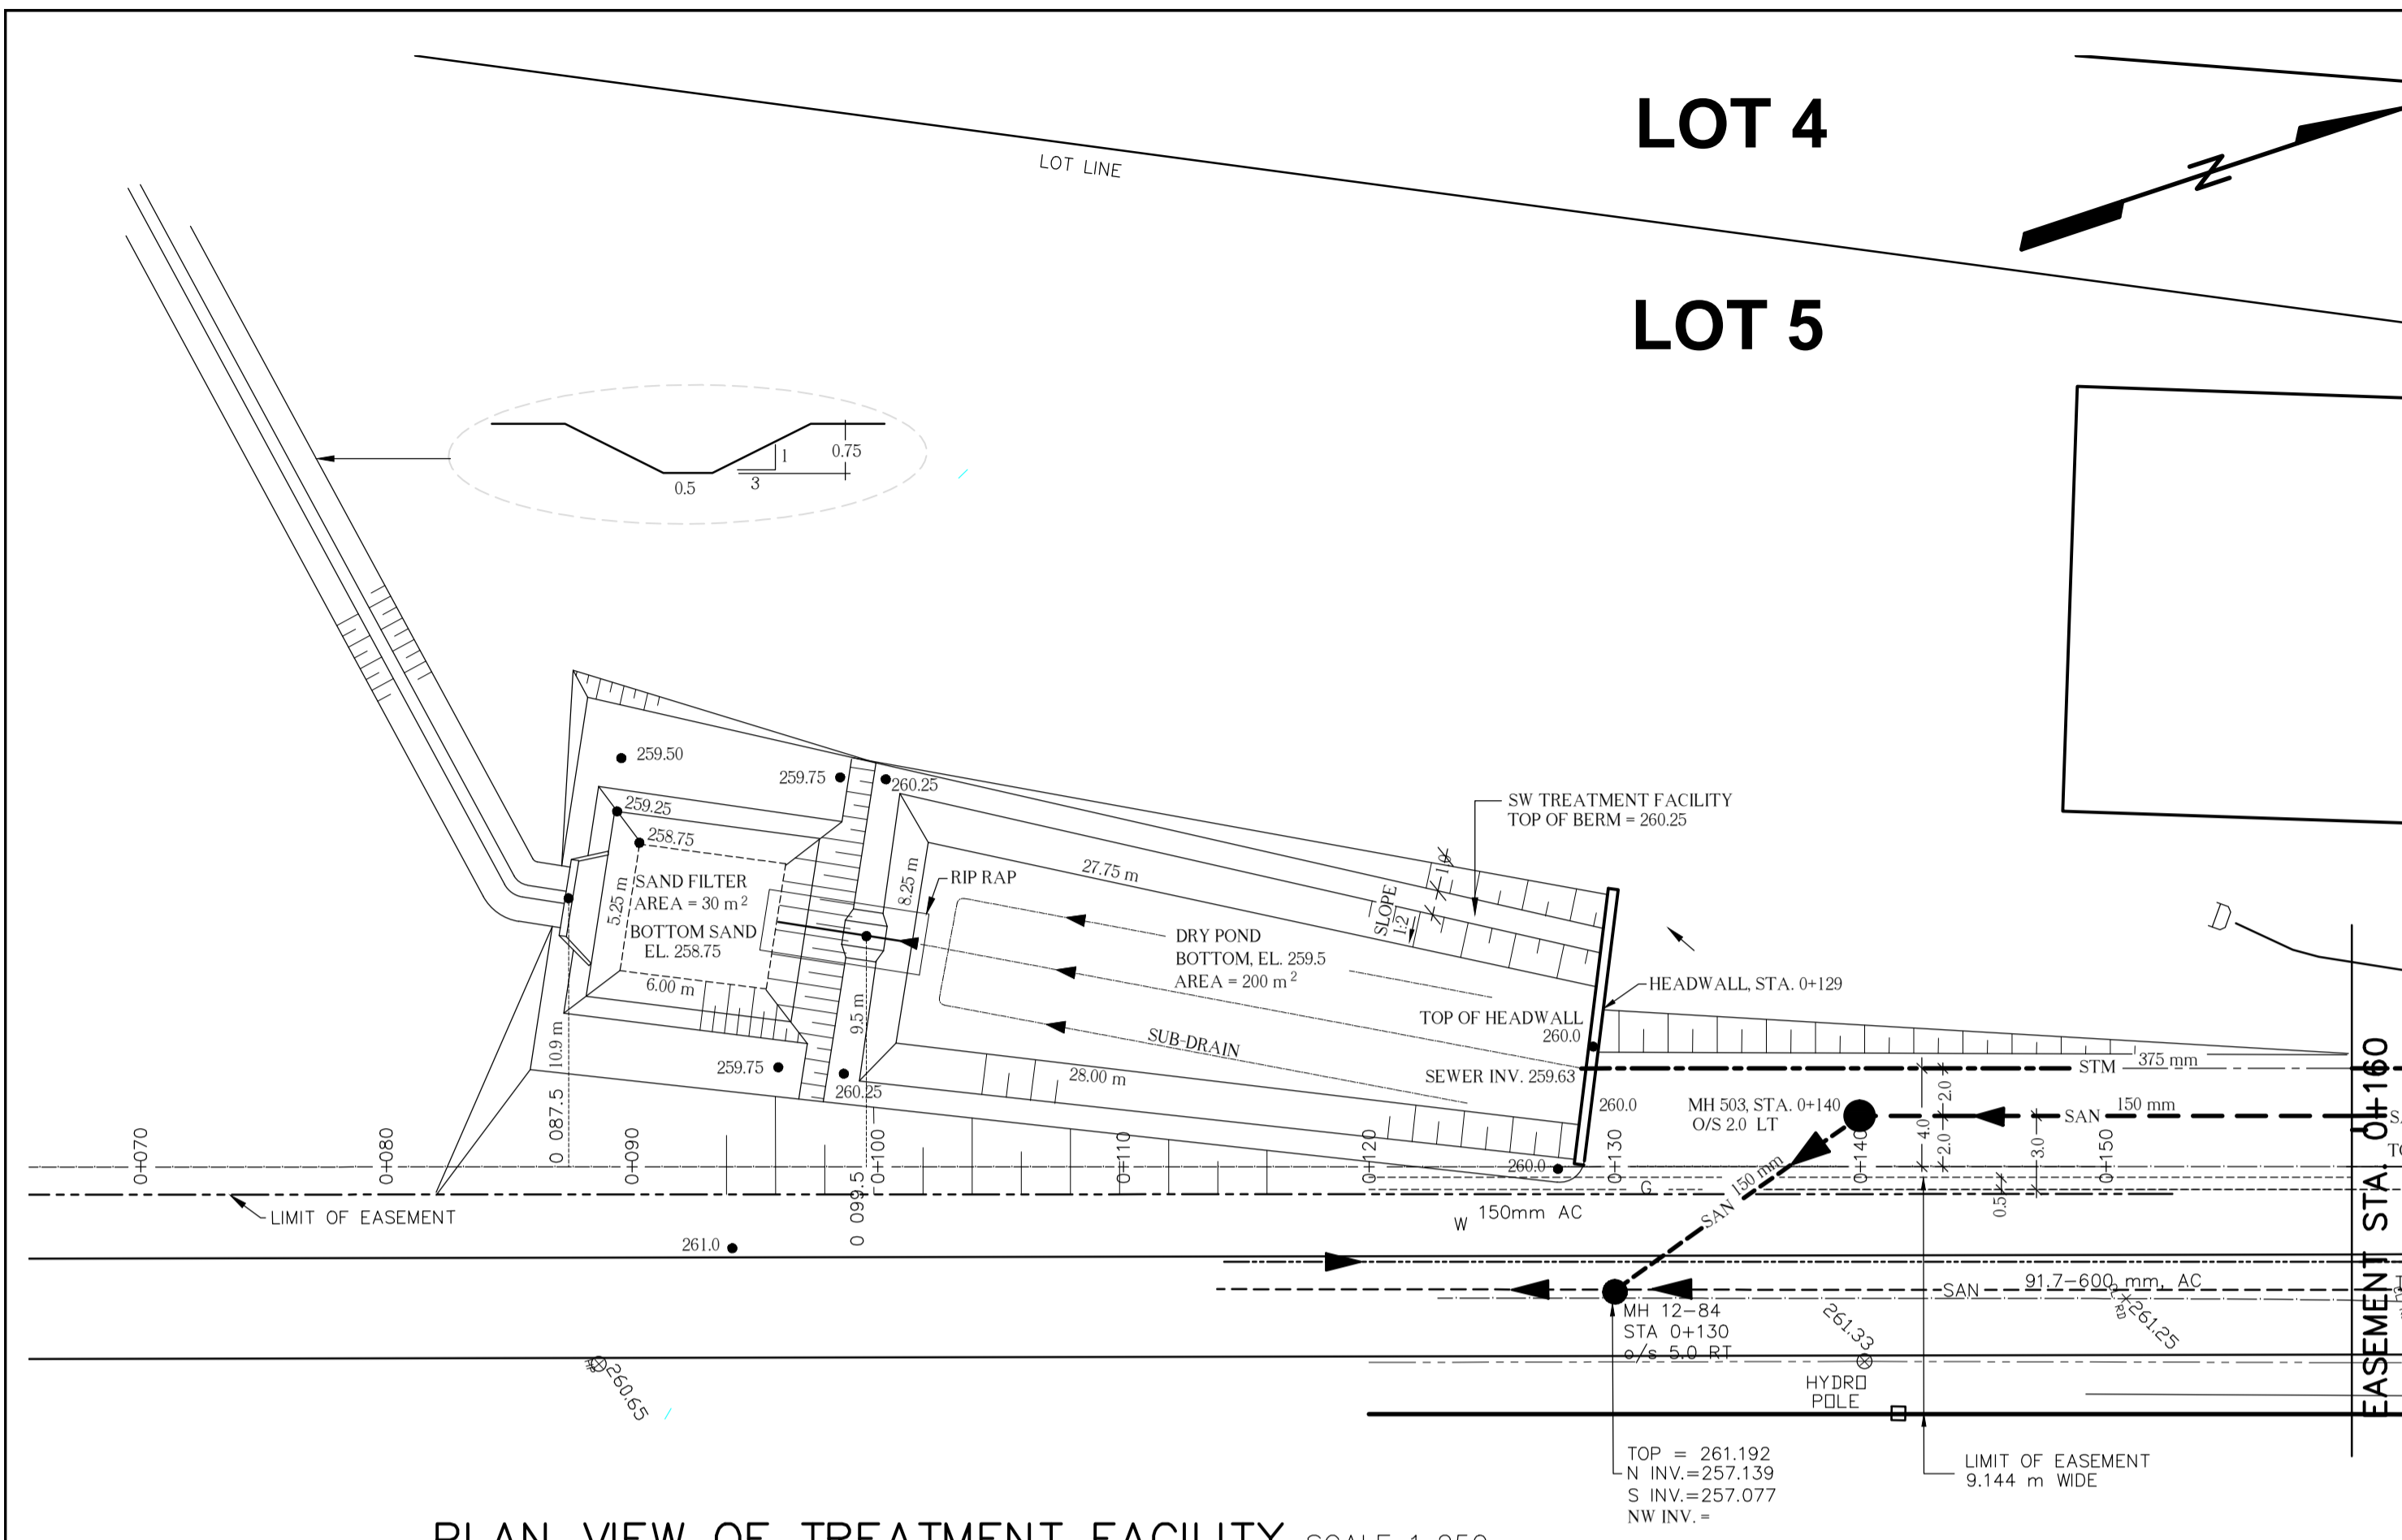 LOT 4
LOT LINE
LOT 5
N
1
0.75
0.5
3
259.50
259.75
260.25
259.25
258.75
SAND FILTER
AREA = 30 m²
BOTTOM SAND
EL. 258.75
5.25 m
6.00 m
8.25 m
RIP RAP
27.75 m
SLOPE
1:2
1.0
SW TREATMENT FACILITY
TOP OF BERM = 260.25
DRY POND
BOTTOM, EL. 259.5
AREA = 200 m²
SUB-DRAIN
28.00 m
TOP OF HEADWALL
260.0
SEWER INV. 259.63
HEADWALL, STA. 0+129
D
10.9 m
9.5 m
259.75
260.25
260.0
260.0
MH 503, STA. 0+140
O/S 2.0 LT
STM
375 mm
SAN
150 mm
SAN 150 mm
4.0
2.0
2.0
3.0
0.5
0+070
0+080
0 087.5
0+090
0 099.5
0+100
0+110
0+120
0+130
0+140
0+150
EASEMENT STA. 0+160
LIMIT OF EASEMENT
G
W 150mm AC
261.0
SAN
91.7-600 mm, AC
MH 12-84
STA 0+130
o/s 5.0 RT
261.33
261.25
RD
260.65
HYDRO
POLE
TOP = 261.192
N INV.=257.139
S INV.=257.077
NW INV. =
LIMIT OF EASEMENT
9.144 m WIDE
PLAN VIEW OF TREATMENT FACILITY